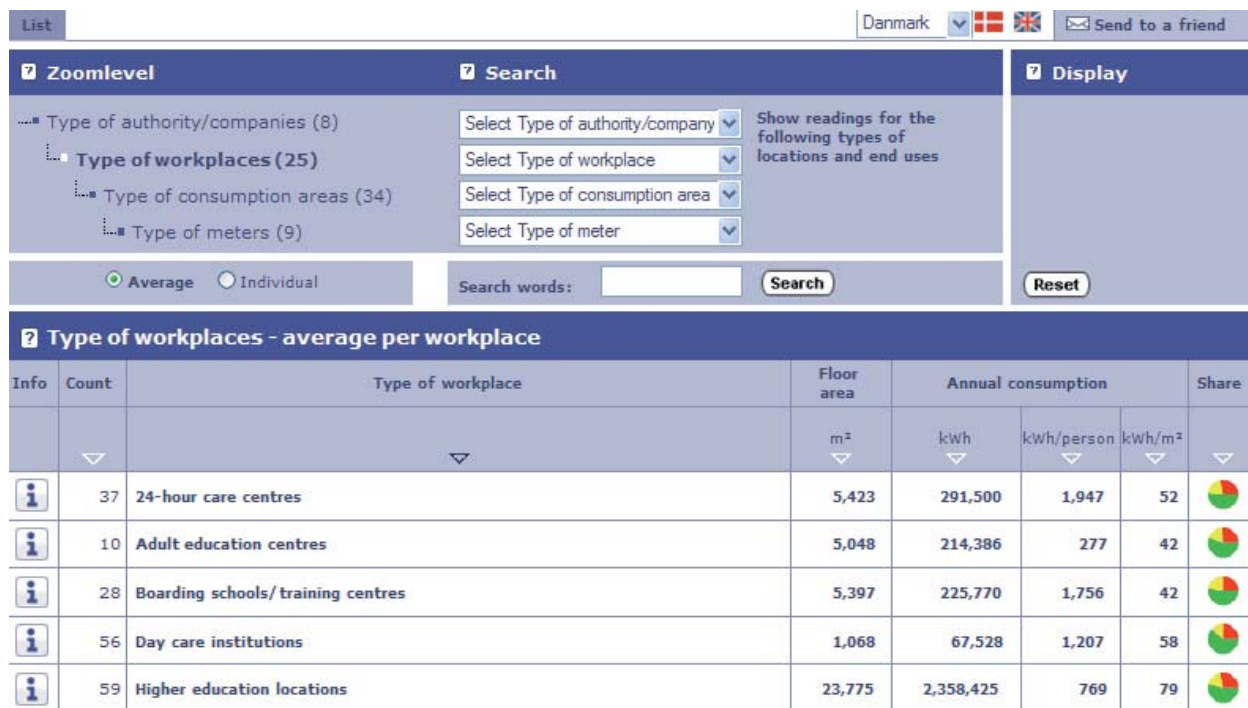 List
Danmark
Send to a friend
? Zoomlevel
? Search
? Display
Type of authority/companies (8)
Type of workplaces (25)
Type of consumption areas (34)
Type of meters (9)
Select Type of authority/company
Select Type of workplace
Select Type of consumption area
Select Type of meter
Show readings for the
following types of
locations and end uses
Average Individual
Search words: Search
Reset
? Type of workplaces - average per workplace
Info Count Type of workplace Floor area Annual consumption Share
m² kWh kWh/person kWh/m²
i 37 24-hour care centres 5,423 291,500 1,947 52
i 10 Adult education centres 5,048 214,386 277 42
i 28 Boarding schools/training centres 5,397 225,770 1,756 42
i 56 Day care institutions 1,068 67,528 1,207 58
i 59 Higher education locations 23,775 2,358,425 769 79